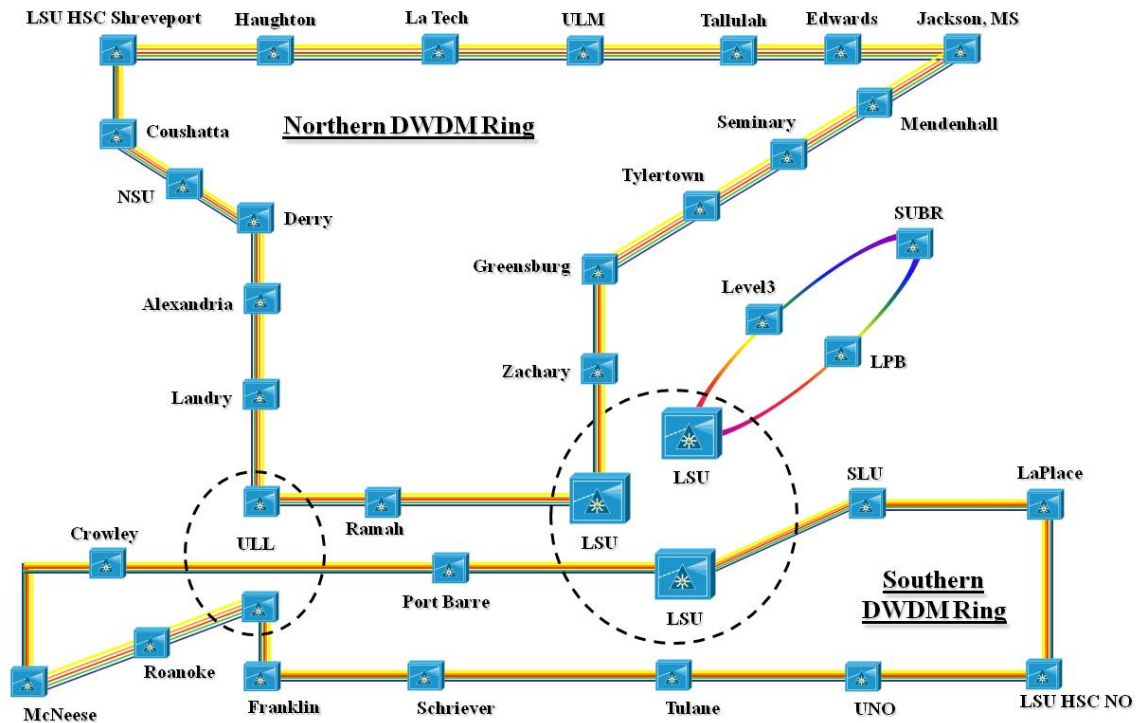 LSU HSC Shreveport
Haughton
La Tech
ULM
Tallulah
Edwards
Jackson, MS
Coushatta
Northern DWDM Ring
Seminary
Mendenhall
NSU
Tylertown
Derry
SUBR
Greensburg
Level3
Alexandria
Zachary
LPB
Landry
LSU
SLU
LaPlace
Ramah
Crowley
ULL
LSU
Port Barre
LSU
Southern
DWDM Ring
Roanoke
McNeese
Franklin
Schriever
Tulane
UNO
LSU HSC NO